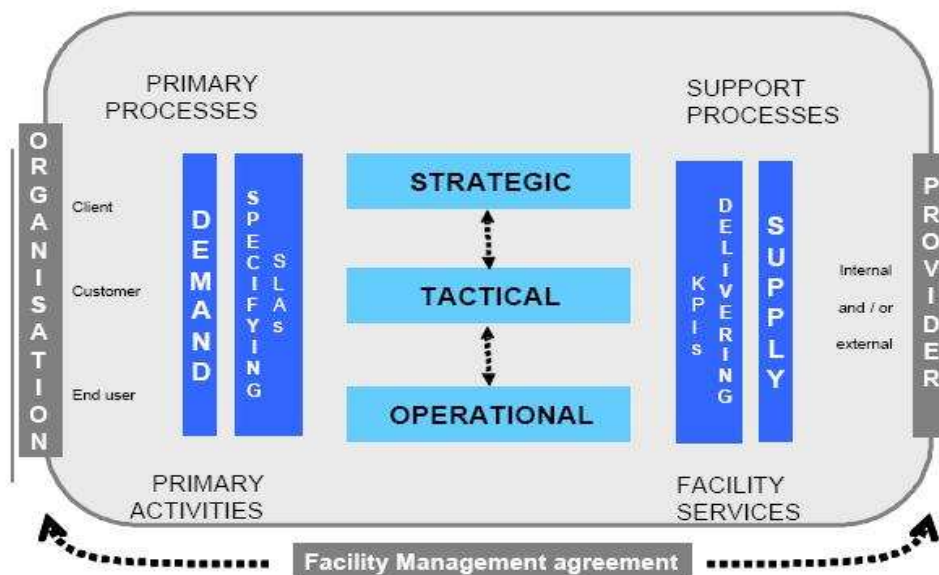 PRIMARY
PROCESSES
SUPPORT
PROCESSES
ORGANISATION
Client
Customer
End user
DEMAND
SPECIFYING
SLAs
STRATEGIC
TACTICAL
OPERATIONAL
KPIs
DELIVERING
SUPPLY
Internal
and / or
external
PROVIDER
PRIMARY
ACTIVITIES
FACILITY
SERVICES
Facility Management agreement